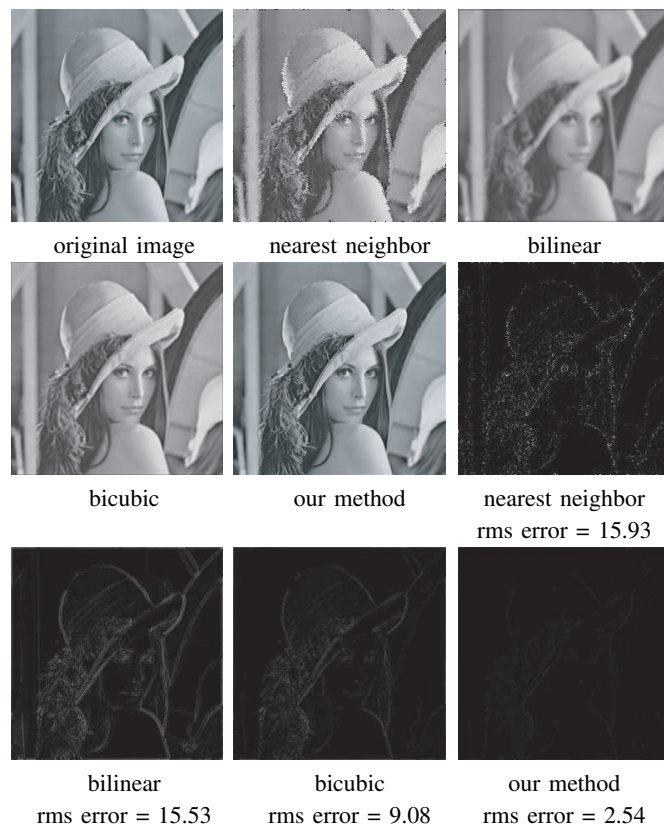 original image
nearest neighbor
bilinear
bicubic
our method
nearest neighbor
rms error = 15.93
bilinear
rms error = 15.53
bicubic
rms error = 9.08
our method
rms error = 2.54